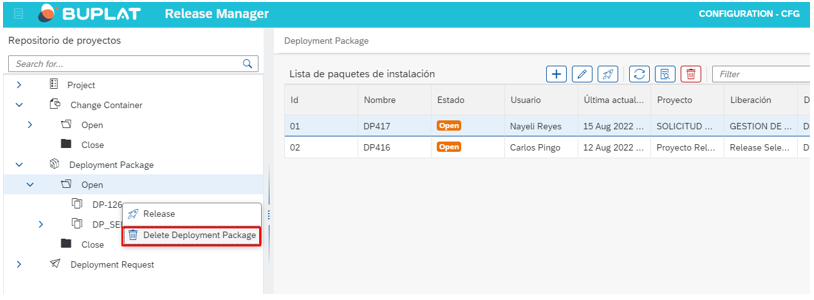 BUPLAT Release Manager CONFIGURATION - CFG
Repositorio de proyectos
Search for...
Project
Change Container
Open
Close
Deployment Package
Open
DP-126
DP_SE
Release
Delete Deployment Package
Close
Deployment Request
Deployment Package
Lista de paquetes de instalación
Filter
Id Nombre Estado Usuario Última actual... Proyecto Liberación D
01 DP417 Open Nayeli Reyes 15 Aug 2022 ... SOLICITUD ... GESTION DE ... D
02 DP416 Open Carlos Pingo 12 Aug 2022 ... Proyecto Rel... Release Sele... D